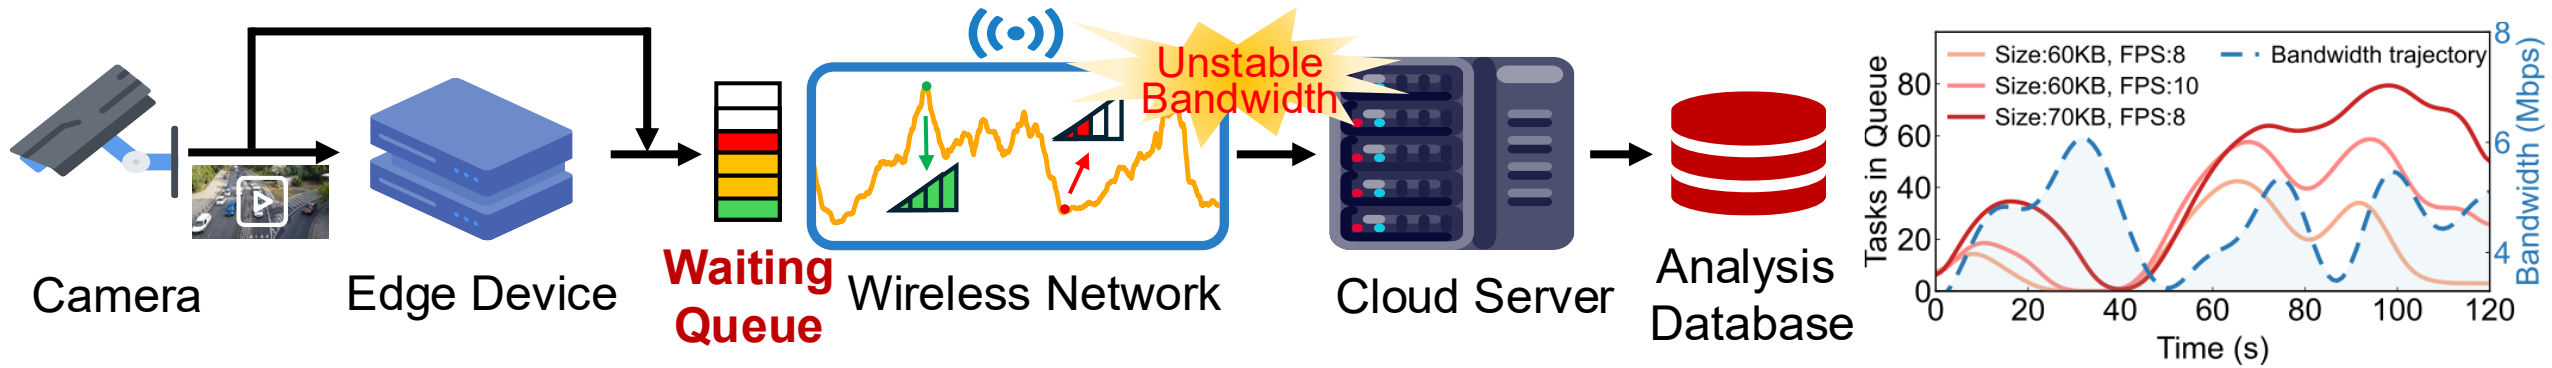 Camera
Edge Device
Waiting
Queue
Wireless Network
Unstable
Bandwidth
Cloud Server
Analysis
Database
Tasks in Queue
80
60
40
20
0
Size:60KB, FPS:8
Size:60KB, FPS:10
Size:70KB, FPS:8
Bandwidth trajectory
8
6
4
Bandwidth (Mbps)
0 20 40 60 80 100 120
Time (s)